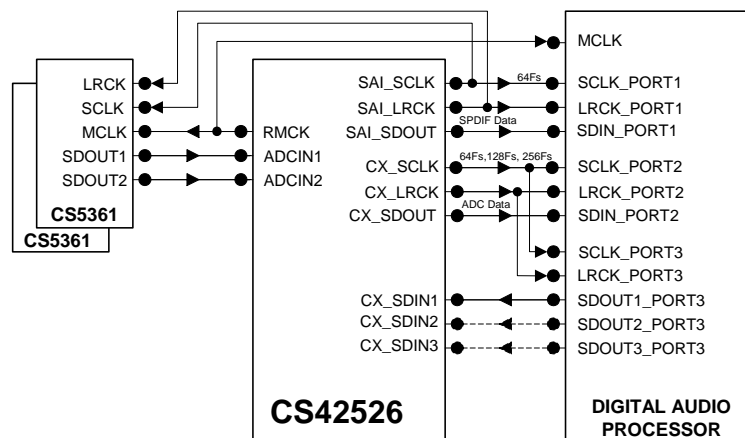 MCLK
LRCK
SAI_SCLK
64Fs
SCLK_PORT1
SCLK
SAI_LRCK
LRCK_PORT1
MCLK
RMCK
SAI_SDOUT
SPDIF Data
SDIN_PORT1
SDOUT1
ADCIN1
CX_SCLK
64Fs,128Fs, 256Fs
SCLK_PORT2
SDOUT2
ADCIN2
CX_LRCK
LRCK_PORT2
CS5361
CX_SDOUT
ADC Data
SDIN_PORT2
CS5361
SCLK_PORT3
LRCK_PORT3
CX_SDIN1
SDOUT1_PORT3
CX_SDIN2
SDOUT2_PORT3
CX_SDIN3
SDOUT3_PORT3
CS42526
DIGITAL AUDIO
PROCESSOR